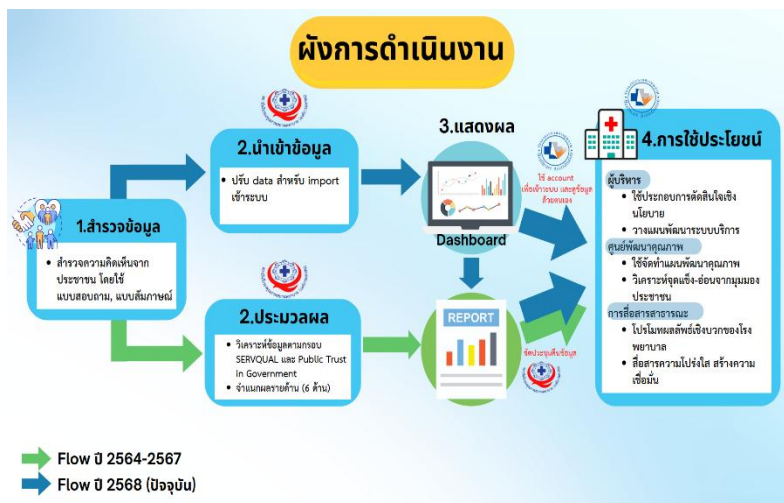 ผังการดำเนินงาน
1.สำรวจข้อมูล
• สำรวจความคิดเห็นจาก
ประชาชน โดยใช้
แบบสอบถาม, แบบสัมภาษณ์
2.นำเข้าข้อมูล
• ปรับ data สำหรับ import
เข้าระบบ
2.ประมวลผล
• วิเคราะห์ข้อมูลตามกรอบ
SERVQUAL และ Public Trust
in Government
• จำแนกผลรายด้าน (6 ด้าน)
3.แสดงผล
Dashboard
REPORT
ใช้ account
เพื่อเข้าระบบ และดูข้อมูล
ด้วยตนเอง
จัดประชุมคืนข้อมูล
4.การใช้ประโยชน์
ผู้บริหาร
• ใช้ประกอบการตัดสินใจเชิง
นโยบาย
• วางแผนพัฒนาระบบบริการ
ศูนย์พัฒนาคุณภาพ
• ใช้จัดทำแผนพัฒนาคุณภาพ
• วิเคราะห์จุดแข็ง-อ่อนจากมุมมอง
ประชาชน
การสื่อสารสาธารณะ
• โปรโมทผลลัพธ์เชิงบวกของโรง
พยาบาล
• สื่อสารความโปร่งใส สร้างความ
เชื่อมั่น
Flow ปี 2564-2567
Flow ปี 2568 (ปัจจุบัน)